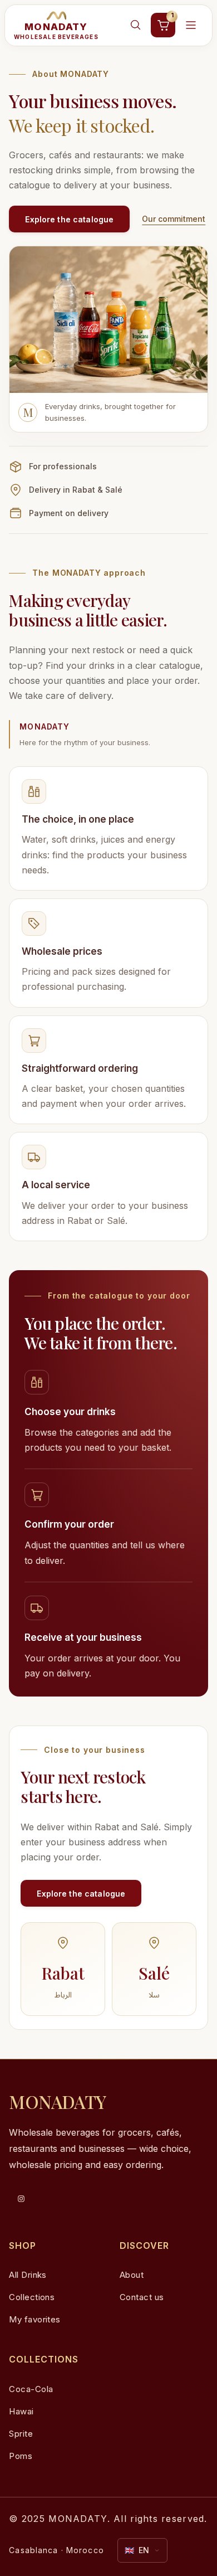 MONADATY
WHOLESALE BEVERAGES
1
About MONADATY
Your business moves.
We keep it stocked.
Grocers, cafés and restaurants: we make
restocking drinks simple, from browsing the
catalogue to delivery at your business.
Explore the catalogue
Our commitment
Sidi Ali
Coca-Cola
Sprite
FANTA
Tropicana
perrier
M
Everyday drinks, brought together for
businesses.
For professionals
Delivery in Rabat & Salé
Payment on delivery
The MONADATY approach
Making everyday
business a little easier.
Planning your next restock or need a quick
top-up? Find your drinks in a clear catalogue,
choose your quantities and place your order.
We take care of delivery.
MONADATY
Here for the rhythm of your business.
The choice, in one place
Water, soft drinks, juices and energy
drinks: find the products your business
needs.
Wholesale prices
Pricing and pack sizes designed for
professional purchasing.
Straightforward ordering
A clear basket, your chosen quantities
and payment when your order arrives.
A local service
We deliver your order to your business
address in Rabat or Salé.
From the catalogue to your door
You place the order.
We take it from there.
Choose your drinks
Browse the categories and add the
products you need to your basket.
Confirm your order
Adjust the quantities and tell us where
to deliver.
Receive at your business
Your order arrives at your door. You
pay on delivery.
Close to your business
Your next restock
starts here.
We deliver within Rabat and Salé. Simply
enter your business address when
placing your order.
Explore the catalogue
Rabat
الرباط
Salé
سلا
MONADATY
Wholesale beverages for grocers, cafés,
restaurants and businesses — wide choice,
wholesale pricing and easy ordering.
SHOP
DISCOVER
All Drinks
About
Collections
Contact us
My favorites
COLLECTIONS
Coca-Cola
Hawai
Sprite
Poms
© 2025 MONADATY. All rights reserved.
Casablanca · Morocco
EN